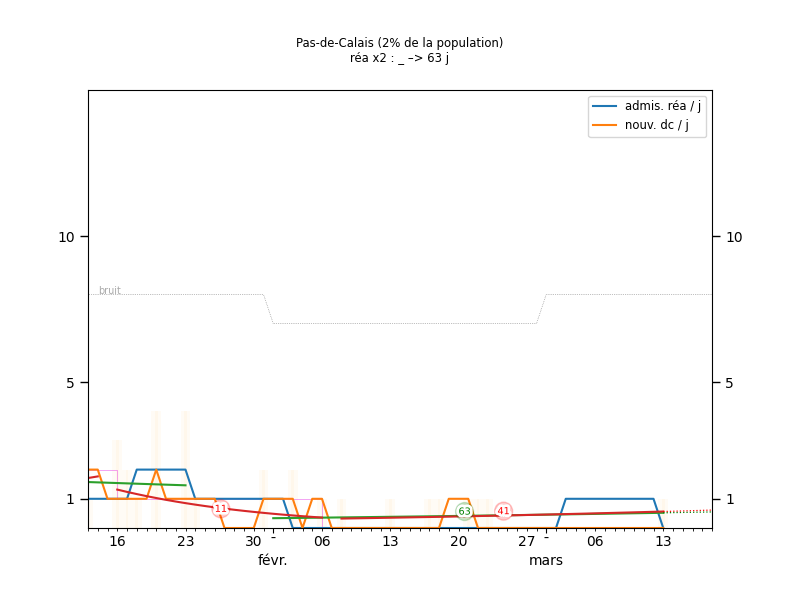 Pas-de-Calais (2% de la population)
réa x2 : _ –> 63 j
admis. réa / j
nouv. dc / j
10
10
bruit
5
5
1
1
11
63
41
16
23
30
-
06
13
20
27
-
06
13
févr.
mars